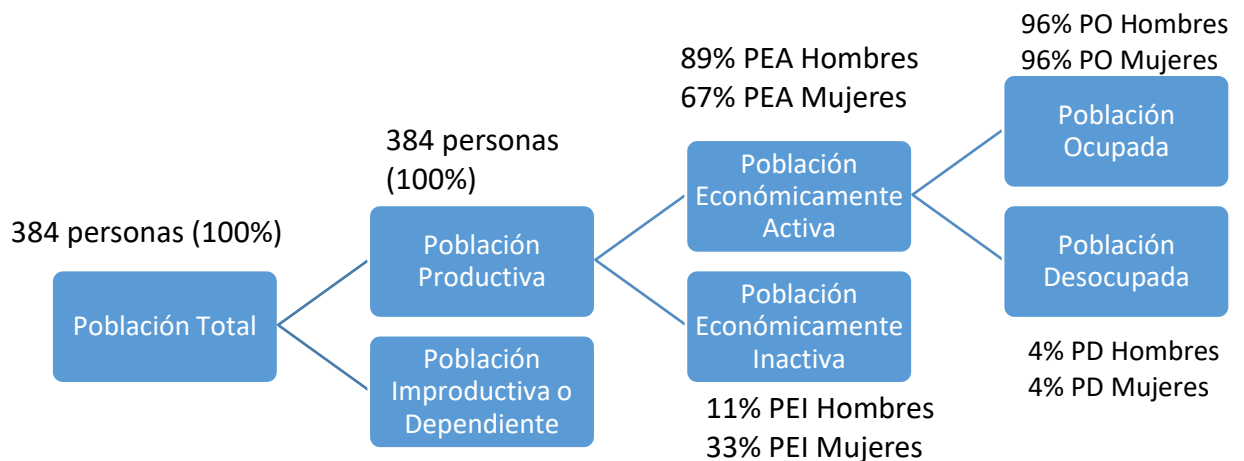 384 personas (100%)
Población Total
384 personas
(100%)
Población
Productiva
Población
Improductiva o
Dependiente
89% PEA Hombres
67% PEA Mujeres
Población
Económicamente
Activa
Población
Económicamente
Inactiva
11% PEI Hombres
33% PEI Mujeres
96% PO Hombres
96% PO Mujeres
Población
Ocupada
Población
Desocupada
4% PD Hombres
4% PD Mujeres